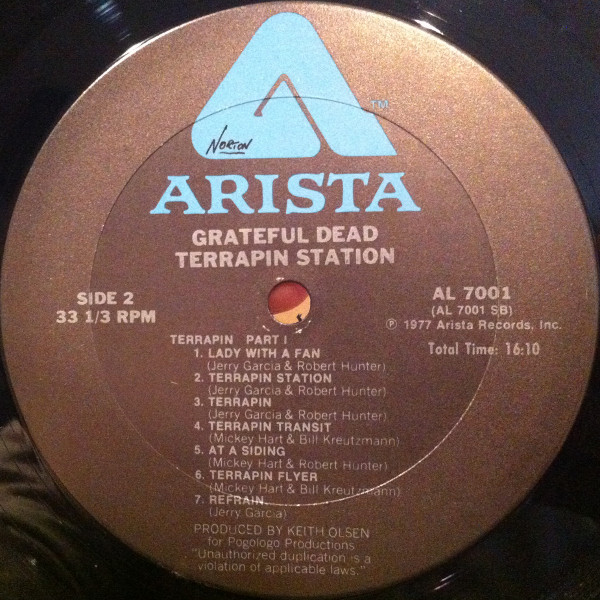 TM
Norton
ARISTA
GRATEFUL DEAD
TERRAPIN STATION
SIDE 2
33 1/3 RPM
AL 7001
(AL 7001 SB)
℗ 1977 Arista Records, Inc.
Total Time: 16:10
TERRAPIN PART I
1. LADY WITH A FAN
(Jerry Garcia & Robert Hunter)
2. TERRAPIN STATION
(Jerry Garcia & Robert Hunter)
3. TERRAPIN
(Jerry Garcia & Robert Hunter)
4. TERRAPIN TRANSIT
(Mickey Hart & Bill Kreutzmann)
5. AT A SIDING
(Mickey Hart & Robert Hunter)
6. TERRAPIN FLYER
(Mickey Hart & Bill Kreutzmann)
7. REFRAIN
(Jerry Garcia)
PRODUCED BY KEITH OLSEN
for Pogologo Productions
"Unauthorized duplication is a
violation of applicable laws."